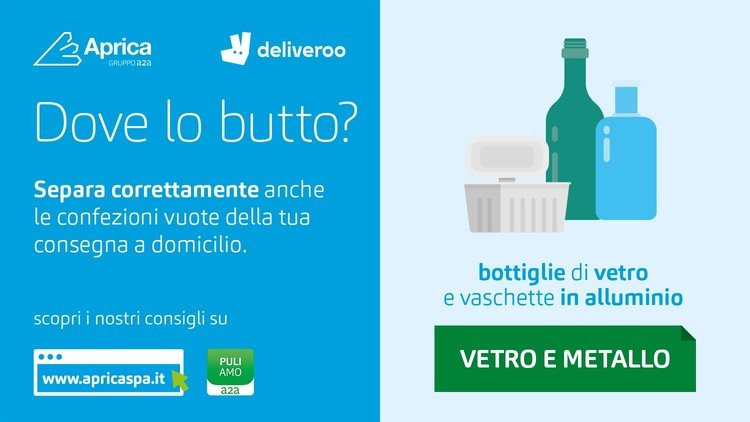 Aprica
GRUPPO a2a
deliveroo
Dove lo butto?
Separa correttamente anche
le confezioni vuote della tua
consegna a domicilio.
scopri i nostri consigli su
www.apricaspa.it
PULI
AMO
a2a
bottiglie di vetro
e vaschette in alluminio
VETRO E METALLO